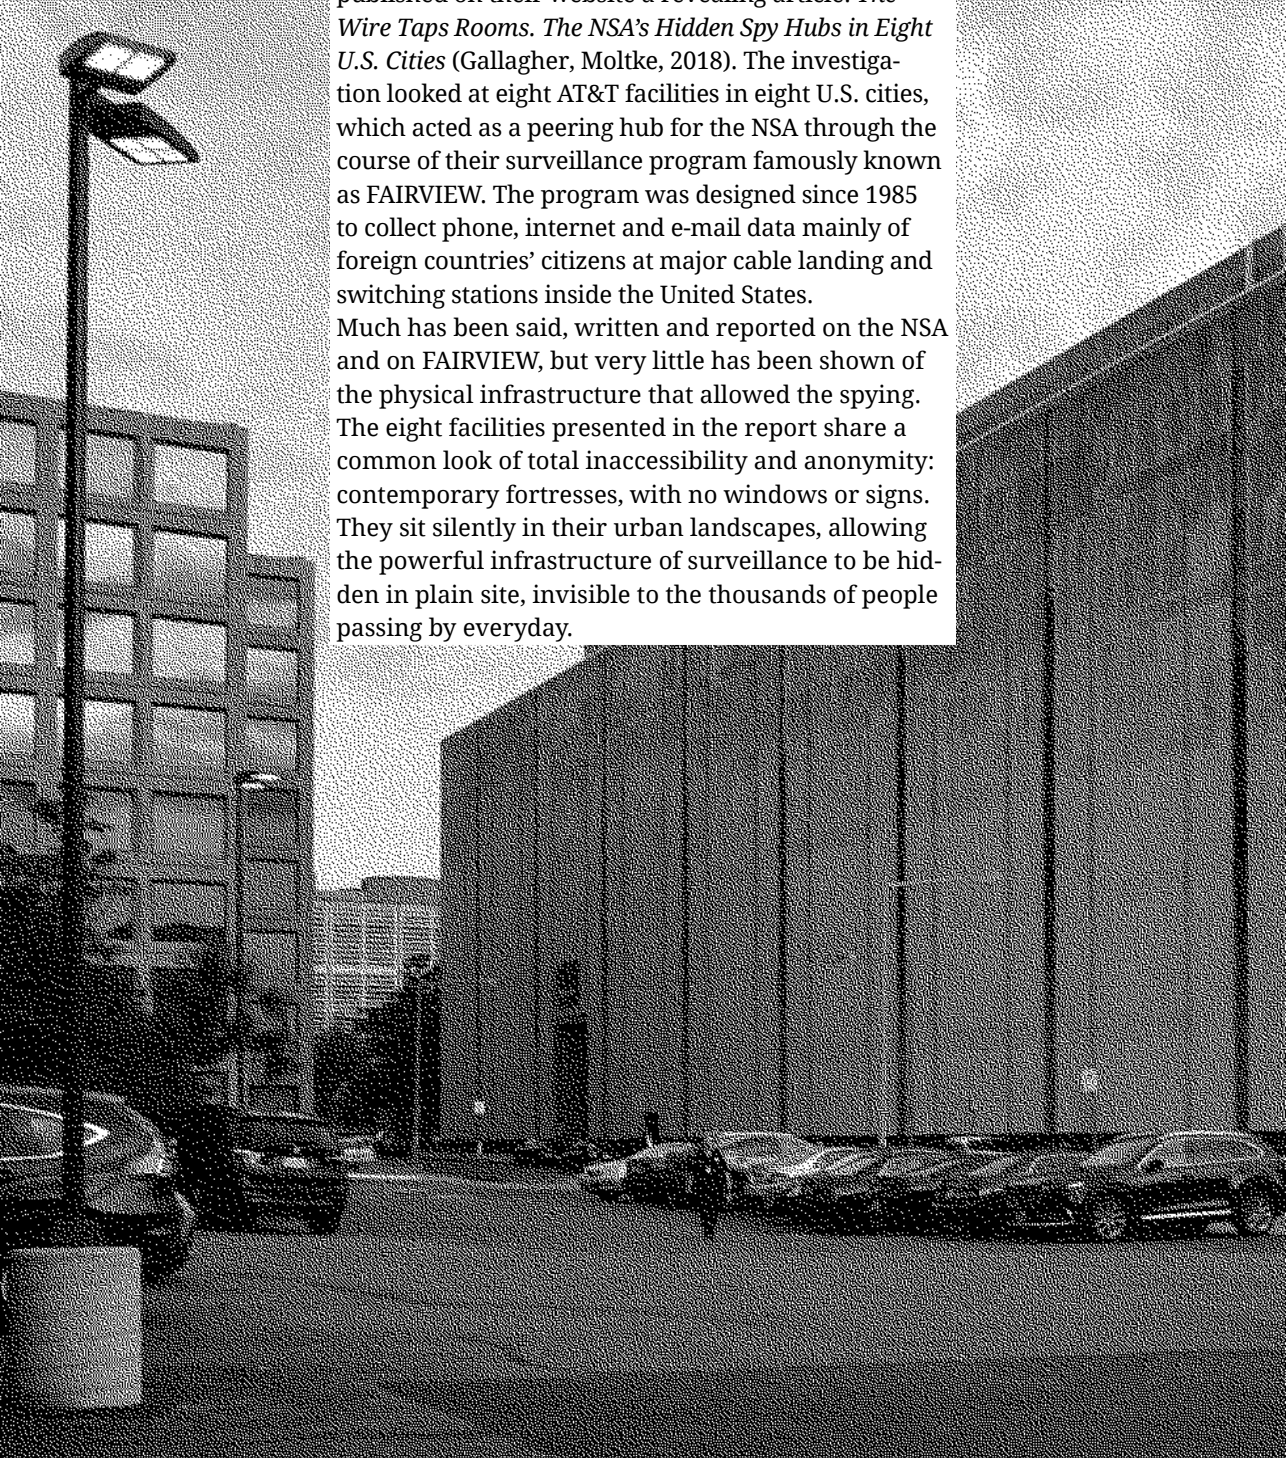 published on their website a revealing article: The
Wire Taps Rooms. The NSA’s Hidden Spy Hubs in Eight
U.S. Cities (Gallagher, Moltke, 2018). The investiga-
tion looked at eight AT&T facilities in eight U.S. cities,
which acted as a peering hub for the NSA through the
course of their surveillance program famously known
as FAIRVIEW. The program was designed since 1985
to collect phone, internet and e-mail data mainly of
foreign countries’ citizens at major cable landing and
switching stations inside the United States.
Much has been said, written and reported on the NSA
and on FAIRVIEW, but very little has been shown of
the physical infrastructure that allowed the spying.
The eight facilities presented in the report share a
common look of total inaccessibility and anonymity:
contemporary fortresses, with no windows or signs.
They sit silently in their urban landscapes, allowing
the powerful infrastructure of surveillance to be hid-
den in plain site, invisible to the thousands of people
passing by everyday.